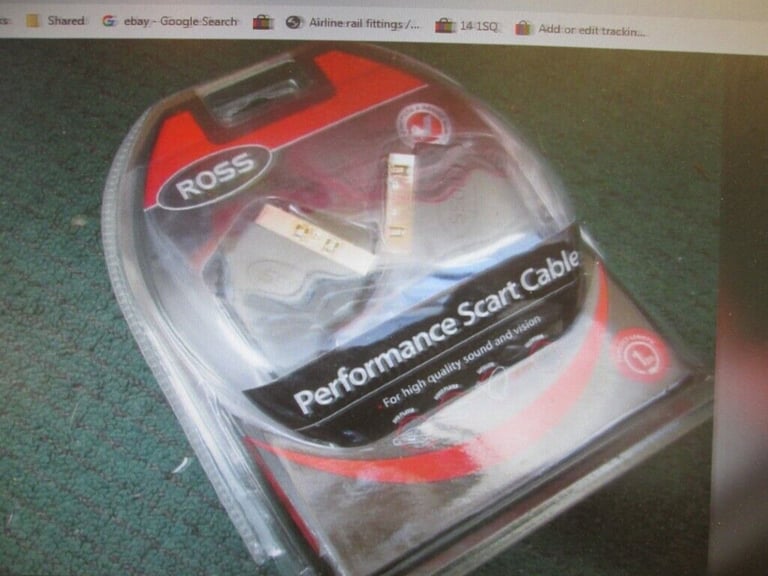 Shared
ebay - Google Search
Airline rail fittings /...
14 1SQ
Add or edit trackin...
ROSS
Performance Scart Cable
For high quality sound and vision
1m